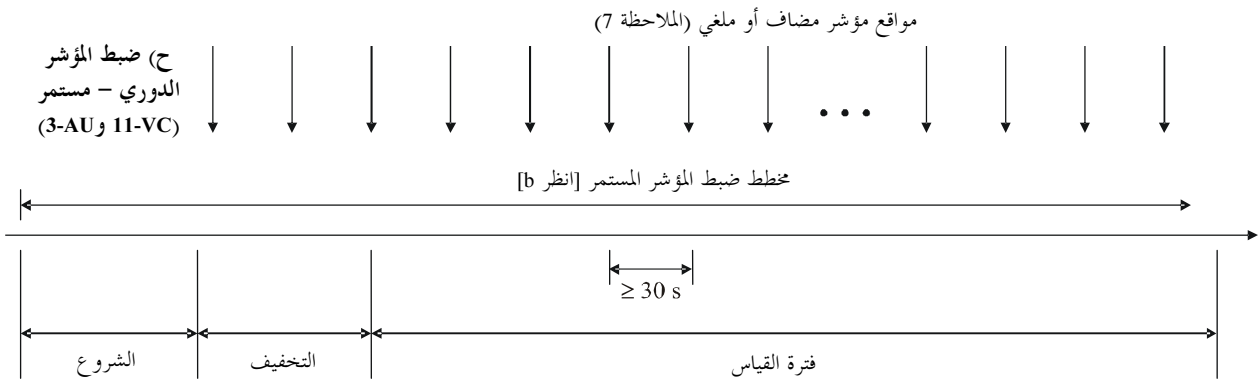 مواقع مؤشر مضاف أو ملغي (الملاحظة 7)
ح) ضبط المؤشر
الدوري – مستمر
(3-AU و 11-VC)
• • •
مخطط ضبط المؤشر المستمر [انظر b]
≥ 30 s
الشروع
التخفيف
فترة القياس